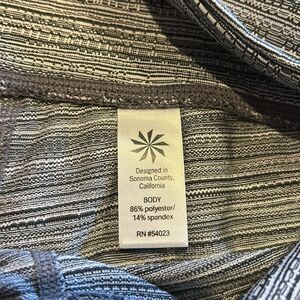 Designed in
Sonoma County,
California
BODY
86% polyester/
14% spandex
RN #54023